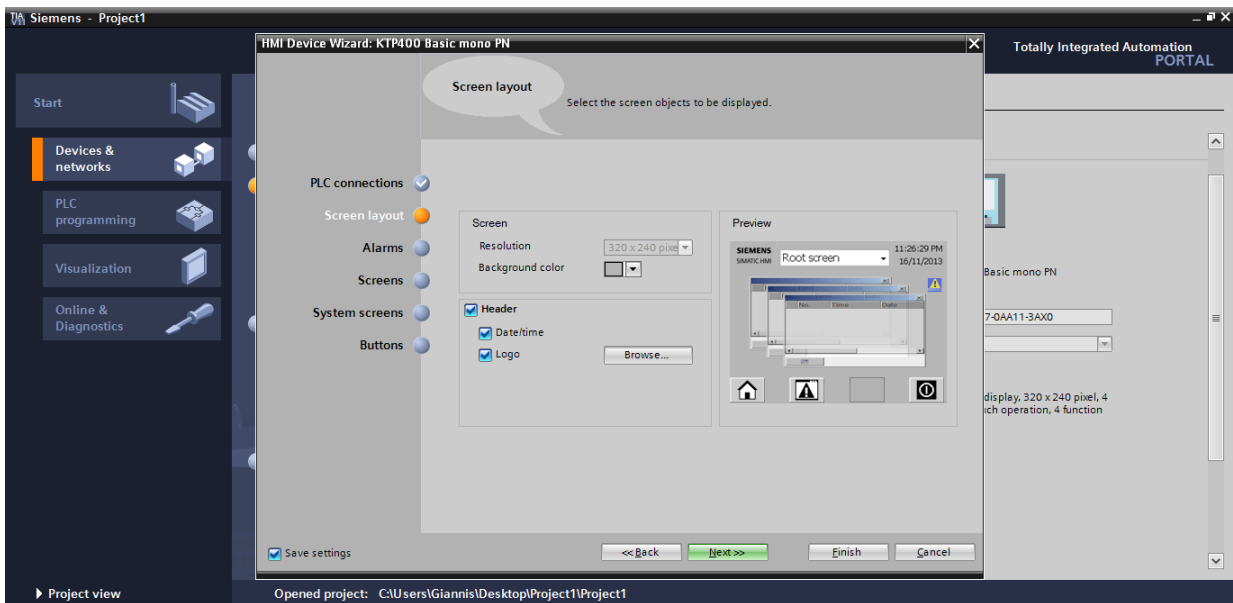 Siemens - Project1
Totally Integrated Automation
PORTAL
Start
Devices &
networks
PLC
programming
Visualization
Online &
Diagnostics
HMI Device Wizard: KTP400 Basic mono PN
Screen layout
Select the screen objects to be displayed.
PLC connections
Screen layout
Alarms
Screens
System screens
Buttons
Screen
Resolution
320 x 240 pixe
Background color
Header
Date/time
Logo
Browse...
Preview
SIEMENS
SIMATIC HMI
Root screen
11:26:29 PM
16/11/2013
No. Time Date
Save settings
<< Back
Next >>
Finish
Cancel
Basic mono PN
7-0AA11-3AX0
display, 320 x 240 pixel, 4
ch operation, 4 function
Project view
Opened project: C:\Users\Giannis\Desktop\Project1\Project1